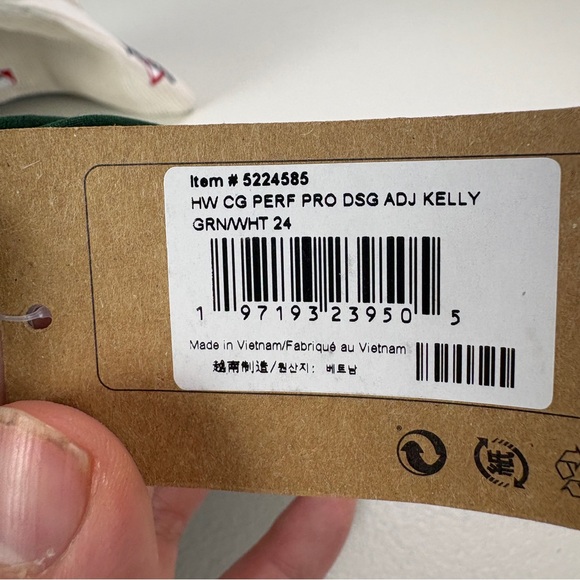 Item # 5224585
HW CG PERF PRO DSG ADJ KELLY
GRN/WHT 24
1 97193 23950 5
Made in Vietnam/Fabriqué au Vietnam
越南制造/원산지: 베트남
紙